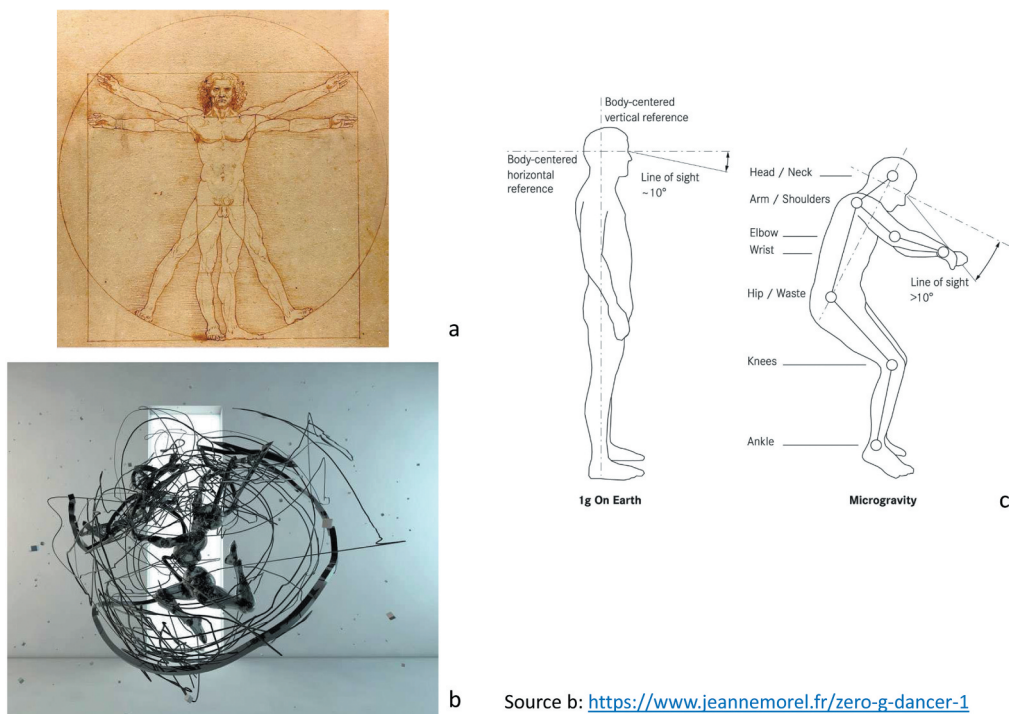 a
Body-centered
vertical reference
Body-centered
horizontal
reference
Line of sight
~10°
1g On Earth
Head / Neck
Arm / Shoulders
Elbow
Wrist
Hip / Waste
Knees
Ankle
Line of sight
>10°
Microgravity
c
b
Source b: https://www.jeannemorel.fr/zero-g-dancer-1